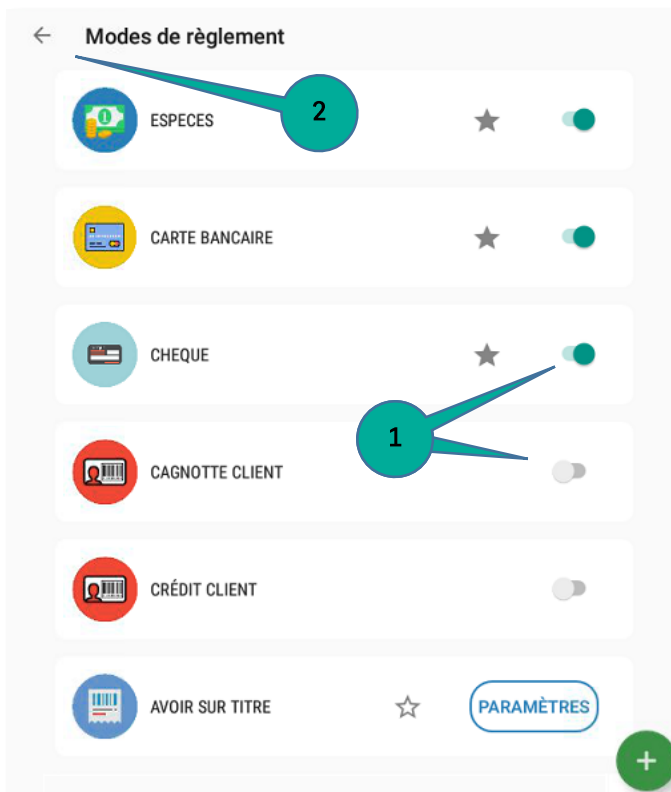 Modes de règlement
2
ESPECES
CARTE BANCAIRE
CHEQUE
1
CAGNOTTE CLIENT
CRÉDIT CLIENT
AVOIR SUR TITRE
PARAMÈTRES
+